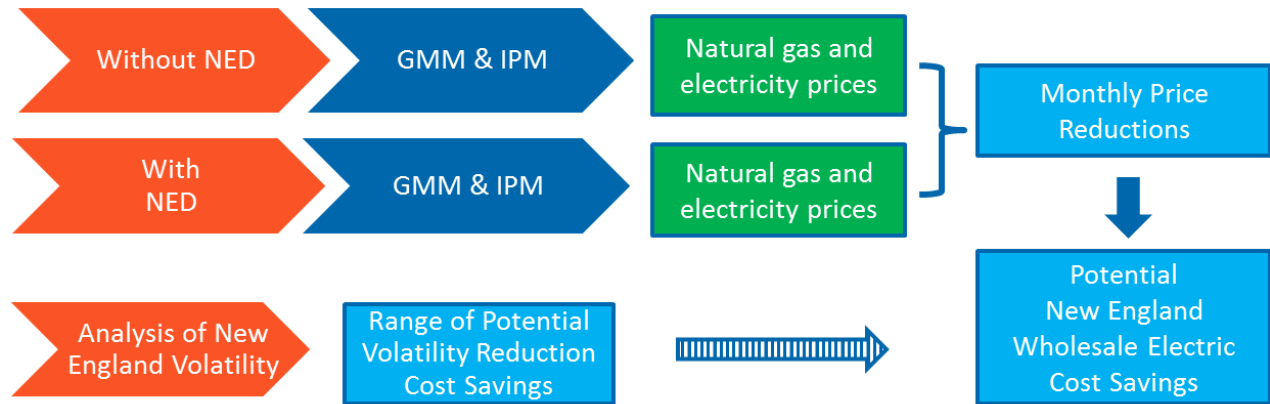 Without NED
GMM & IPM
Natural gas and
electricity prices
Monthly Price
Reductions
With
NED
GMM & IPM
Natural gas and
electricity prices
Analysis of New
England Volatility
Range of Potential
Volatility Reduction
Cost Savings
Potential
New England
Wholesale Electric
Cost Savings